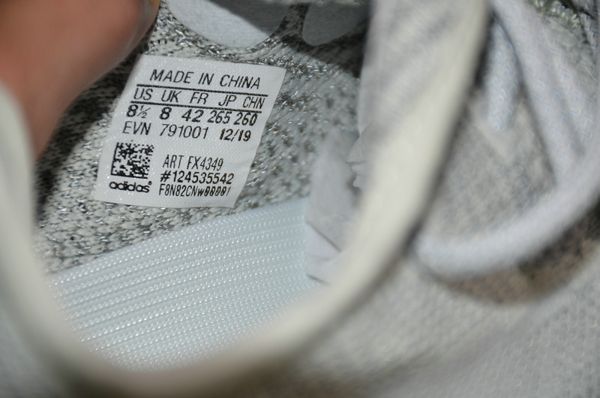 MADE IN CHINA
US UK FR JP CHN
8½ 8 42 265 260
EVN 791001 12/19
ART FX4349
#124535542
adidas